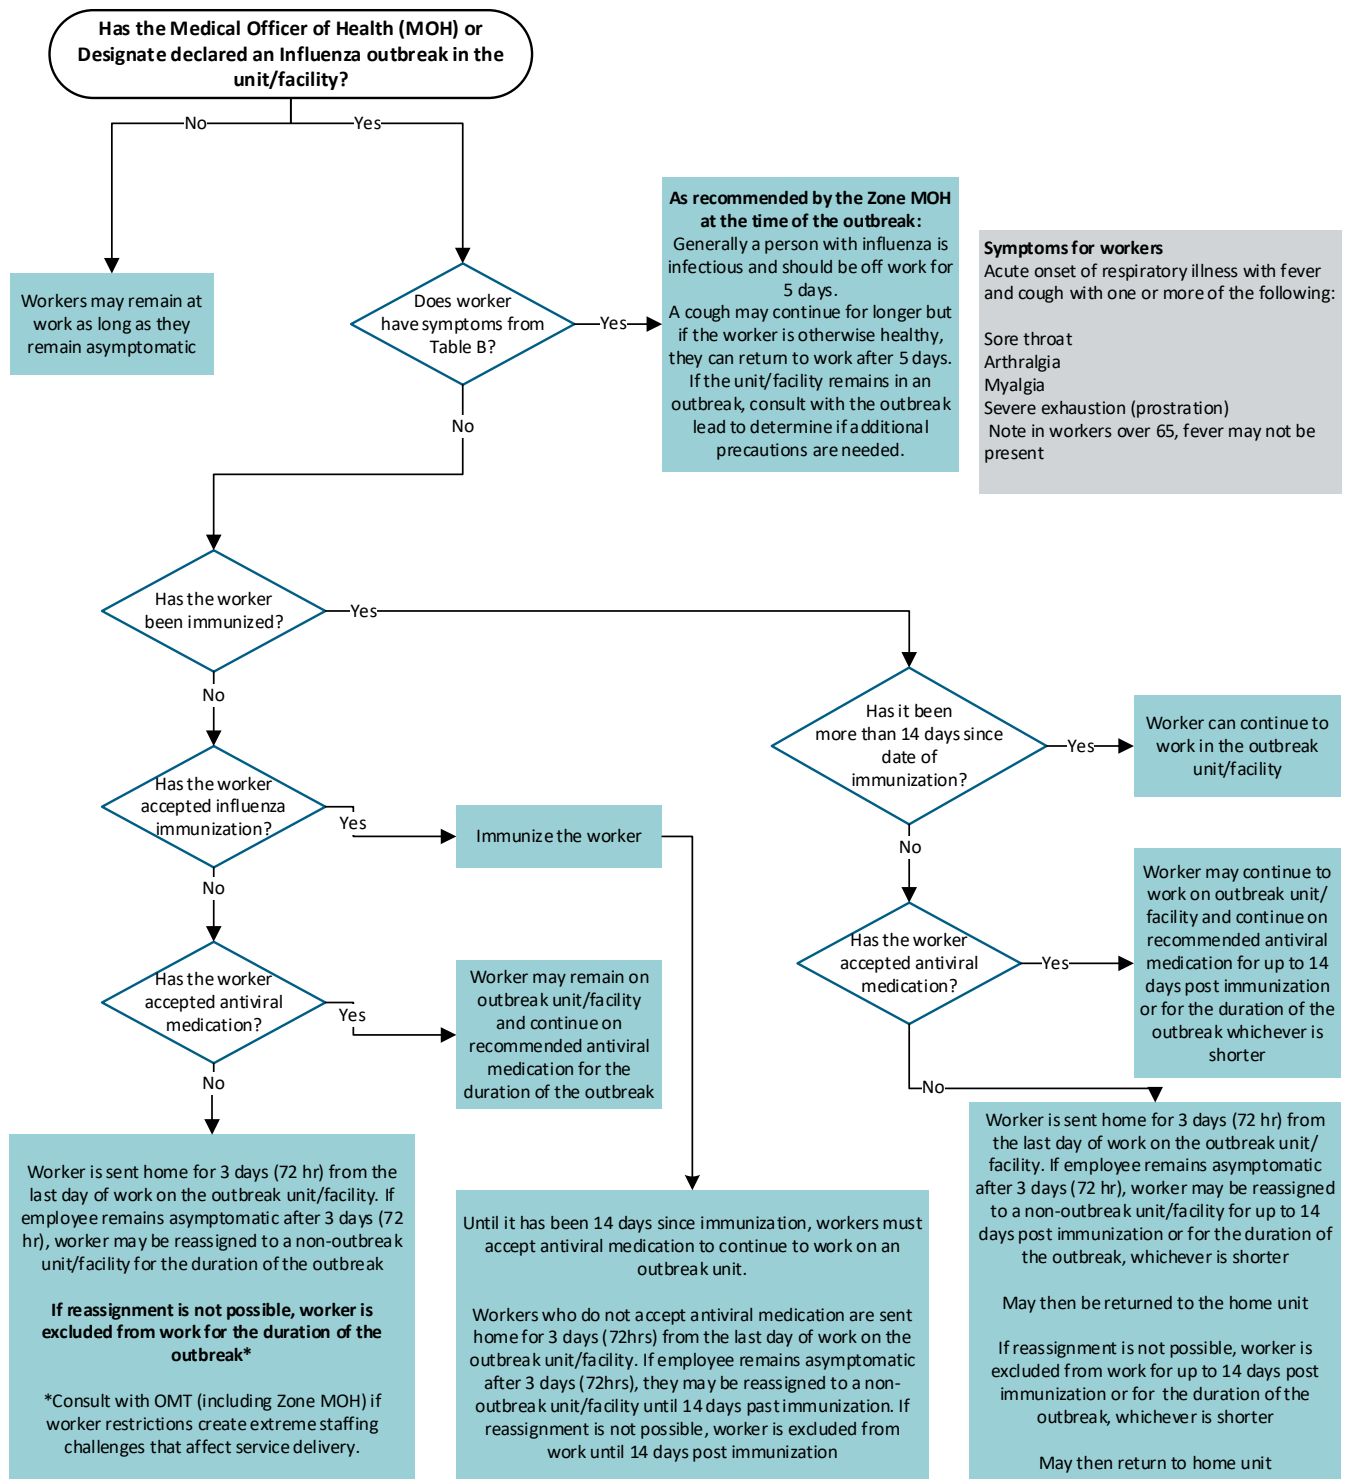 Has the Medical Officer of Health (MOH) or
Designate declared an Influenza outbreak in the
unit/facility?
No
Yes
Workers may remain at
work as long as they
remain asymptomatic
Does worker
have symptoms from
Table B?
Yes
As recommended by the Zone MOH
at the time of the outbreak:
Generally a person with influenza is
infectious and should be off work for
5 days.
A cough may continue for longer but
if the worker is otherwise healthy,
they can return to work after 5 days.
If the unit/facility remains in an
outbreak, consult with the outbreak
lead to determine if additional
precautions are needed.
Symptoms for workers
Acute onset of respiratory illness with fever
and cough with one or more of the following:
Sore throat
Arthralgia
Myalgia
Severe exhaustion (prostration)
Note in workers over 65, fever may not be
present
No
Has the worker
been immunized?
Yes
No
Has it been
more than 14 days since
date of
immunization?
Yes
Worker can continue to
work in the outbreak
unit/facility
Has the worker
accepted influenza
immunization?
Yes
Immunize the worker
No
No
Has the worker
accepted antiviral
medication?
Yes
Worker may continue to
work on outbreak unit/
facility and continue on
recommended antiviral
medication for up to 14
days post immunization
or for the duration of the
outbreak whichever is
shorter
Has the worker
accepted antiviral
medication?
Yes
Worker may remain on
outbreak unit/facility
and continue on
recommended antiviral
medication for the
duration of the outbreak
No
No
Worker is sent home for 3 days (72 hr) from the
last day of work on the outbreak unit/facility. If
employee remains asymptomatic after 3 days (72
hr), worker may be reassigned to a non-outbreak
unit/facility for the duration of the outbreak
If reassignment is not possible, worker is
excluded from work for the duration of the
outbreak*
*Consult with OMT (including Zone MOH) if
worker restrictions create extreme staffing
challenges that affect service delivery.
Until it has been 14 days since immunization, workers must
accept antiviral medication to continue to work on an
outbreak unit.
Workers who do not accept antiviral medication are sent
home for 3 days (72hrs) from the last day of work on the
outbreak unit/facility. If employee remains asymptomatic
after 3 days (72hrs), they may be reassigned to a non-
outbreak unit/facility until 14 days past immunization. If
reassignment is not possible, worker is excluded from
work until 14 days post immunization
Worker is sent home for 3 days (72 hr) from
the last day of work on the outbreak unit/
facility. If employee remains asymptomatic
after 3 days (72 hr), worker may be reassigned
to a non-outbreak unit/facility for up to 14
days post immunization or for the duration of
the outbreak, whichever is shorter
May then be returned to the home unit
If reassignment is not possible, worker is
excluded from work for up to 14 days post
immunization or for the duration of the
outbreak, whichever is shorter
May then return to home unit